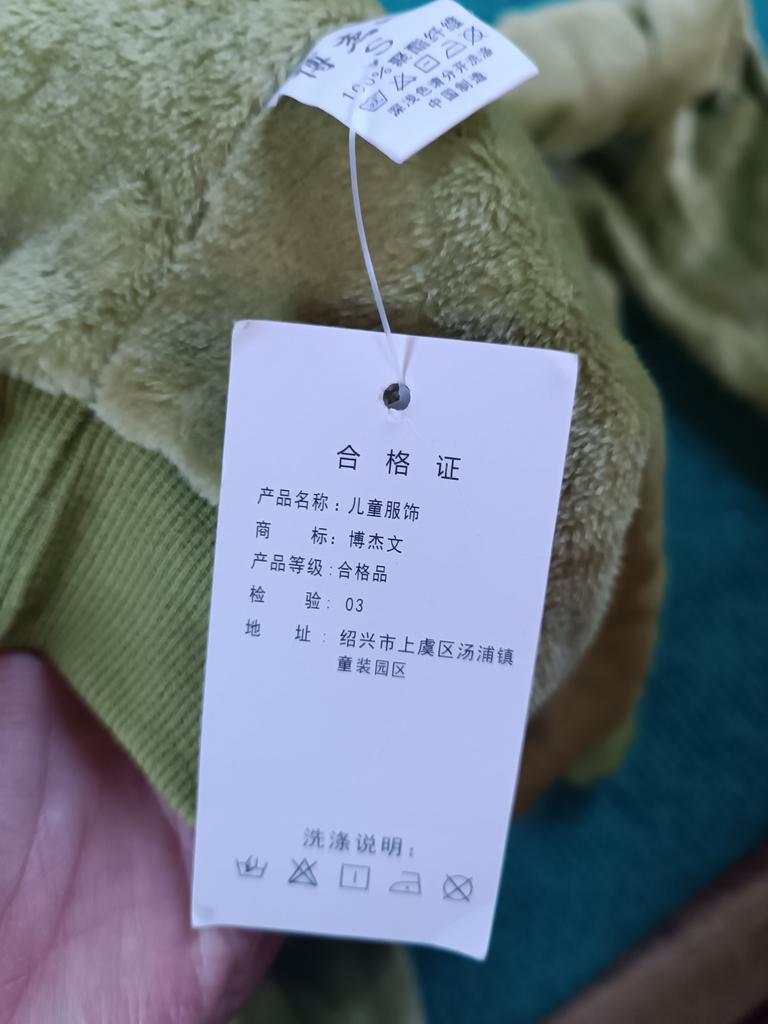 博杰文
100%聚酯纤维
深浅色请分开洗涤
中国制造
合格证
产品名称：儿童服饰
商 标：博杰文
产品等级：合格品
检 验：03
地 址：绍兴市上虞区汤浦镇
童装园区
洗涤说明：